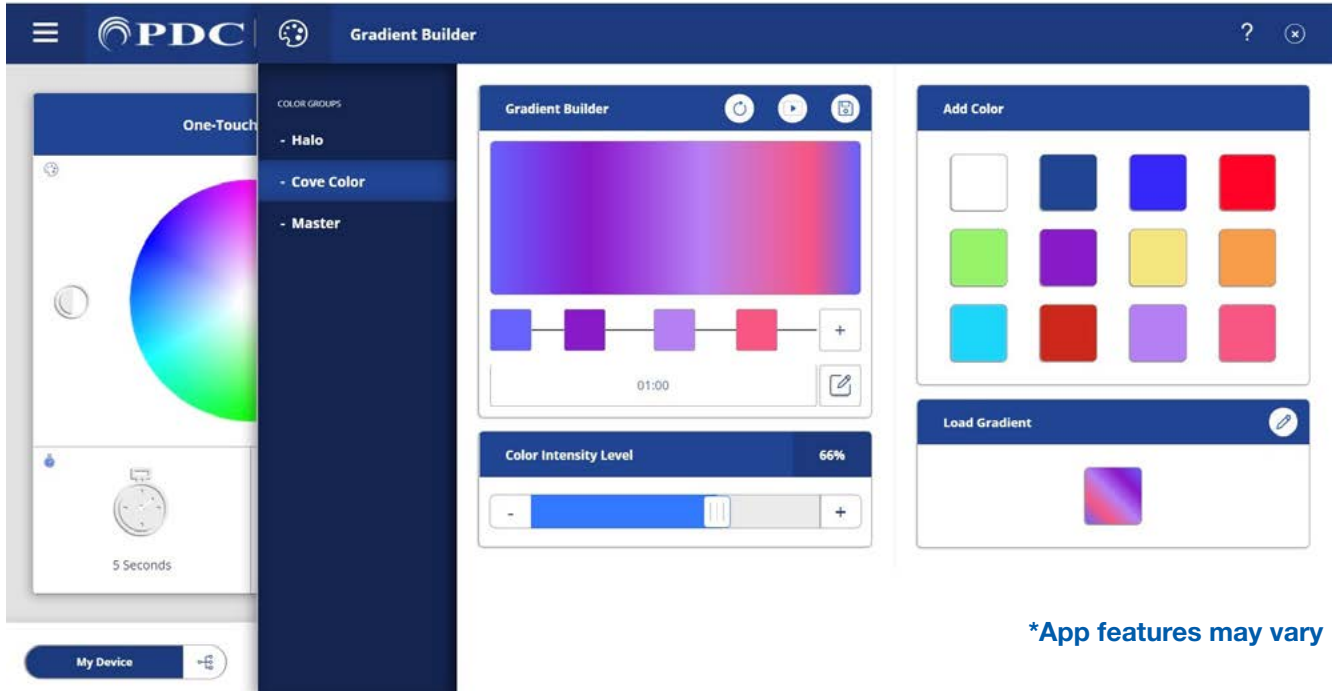 PDC
Gradient Builder
?
One-Touch
5 Seconds
My Device
COLOR GROUPS
- Halo
- Cove Color
- Master
Gradient Builder
+
01:00
Color Intensity Level 66%
- +
Add Color
Load Gradient
*App features may vary